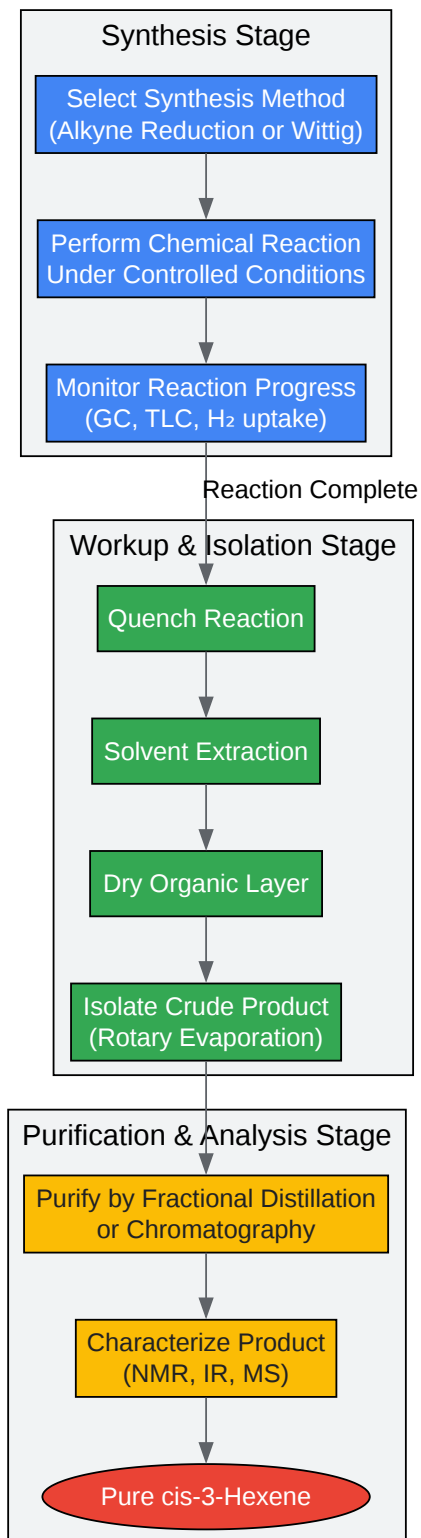 Synthesis Stage
Select Synthesis Method
(Alkyne Reduction or Wittig)
Perform Chemical Reaction
Under Controlled Conditions
Monitor Reaction Progress
(GC, TLC, H₂ uptake)
Reaction Complete
Workup & Isolation Stage
Quench Reaction
Solvent Extraction
Dry Organic Layer
Isolate Crude Product
(Rotary Evaporation)
Purification & Analysis Stage
Purify by Fractional Distillation
or Chromatography
Characterize Product
(NMR, IR, MS)
Pure cis-3-Hexene